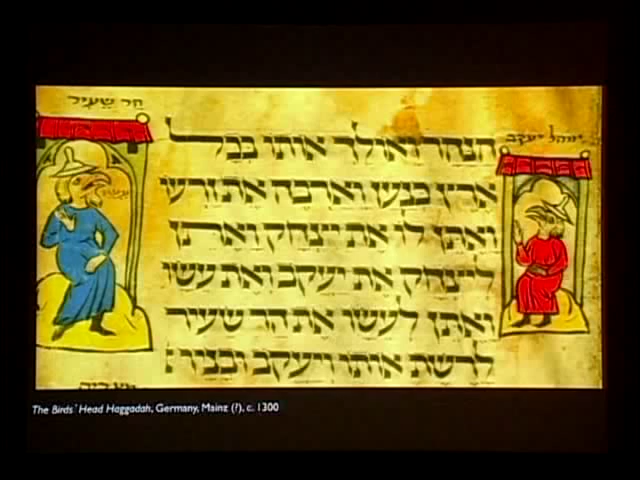 הר שעיר
יעקב
הנהר ואולך אותו בכל
ארץ כנען וארבה את זרעו
ואתן לו את יצחק ואתן
ליצחק את יעקב ואת עשו
ואתן לעשו את הר שעיר
לרשת אותו ויעקב ובניו
The Birds' Head Haggadah, Germany, Mainz (?), c. 1300